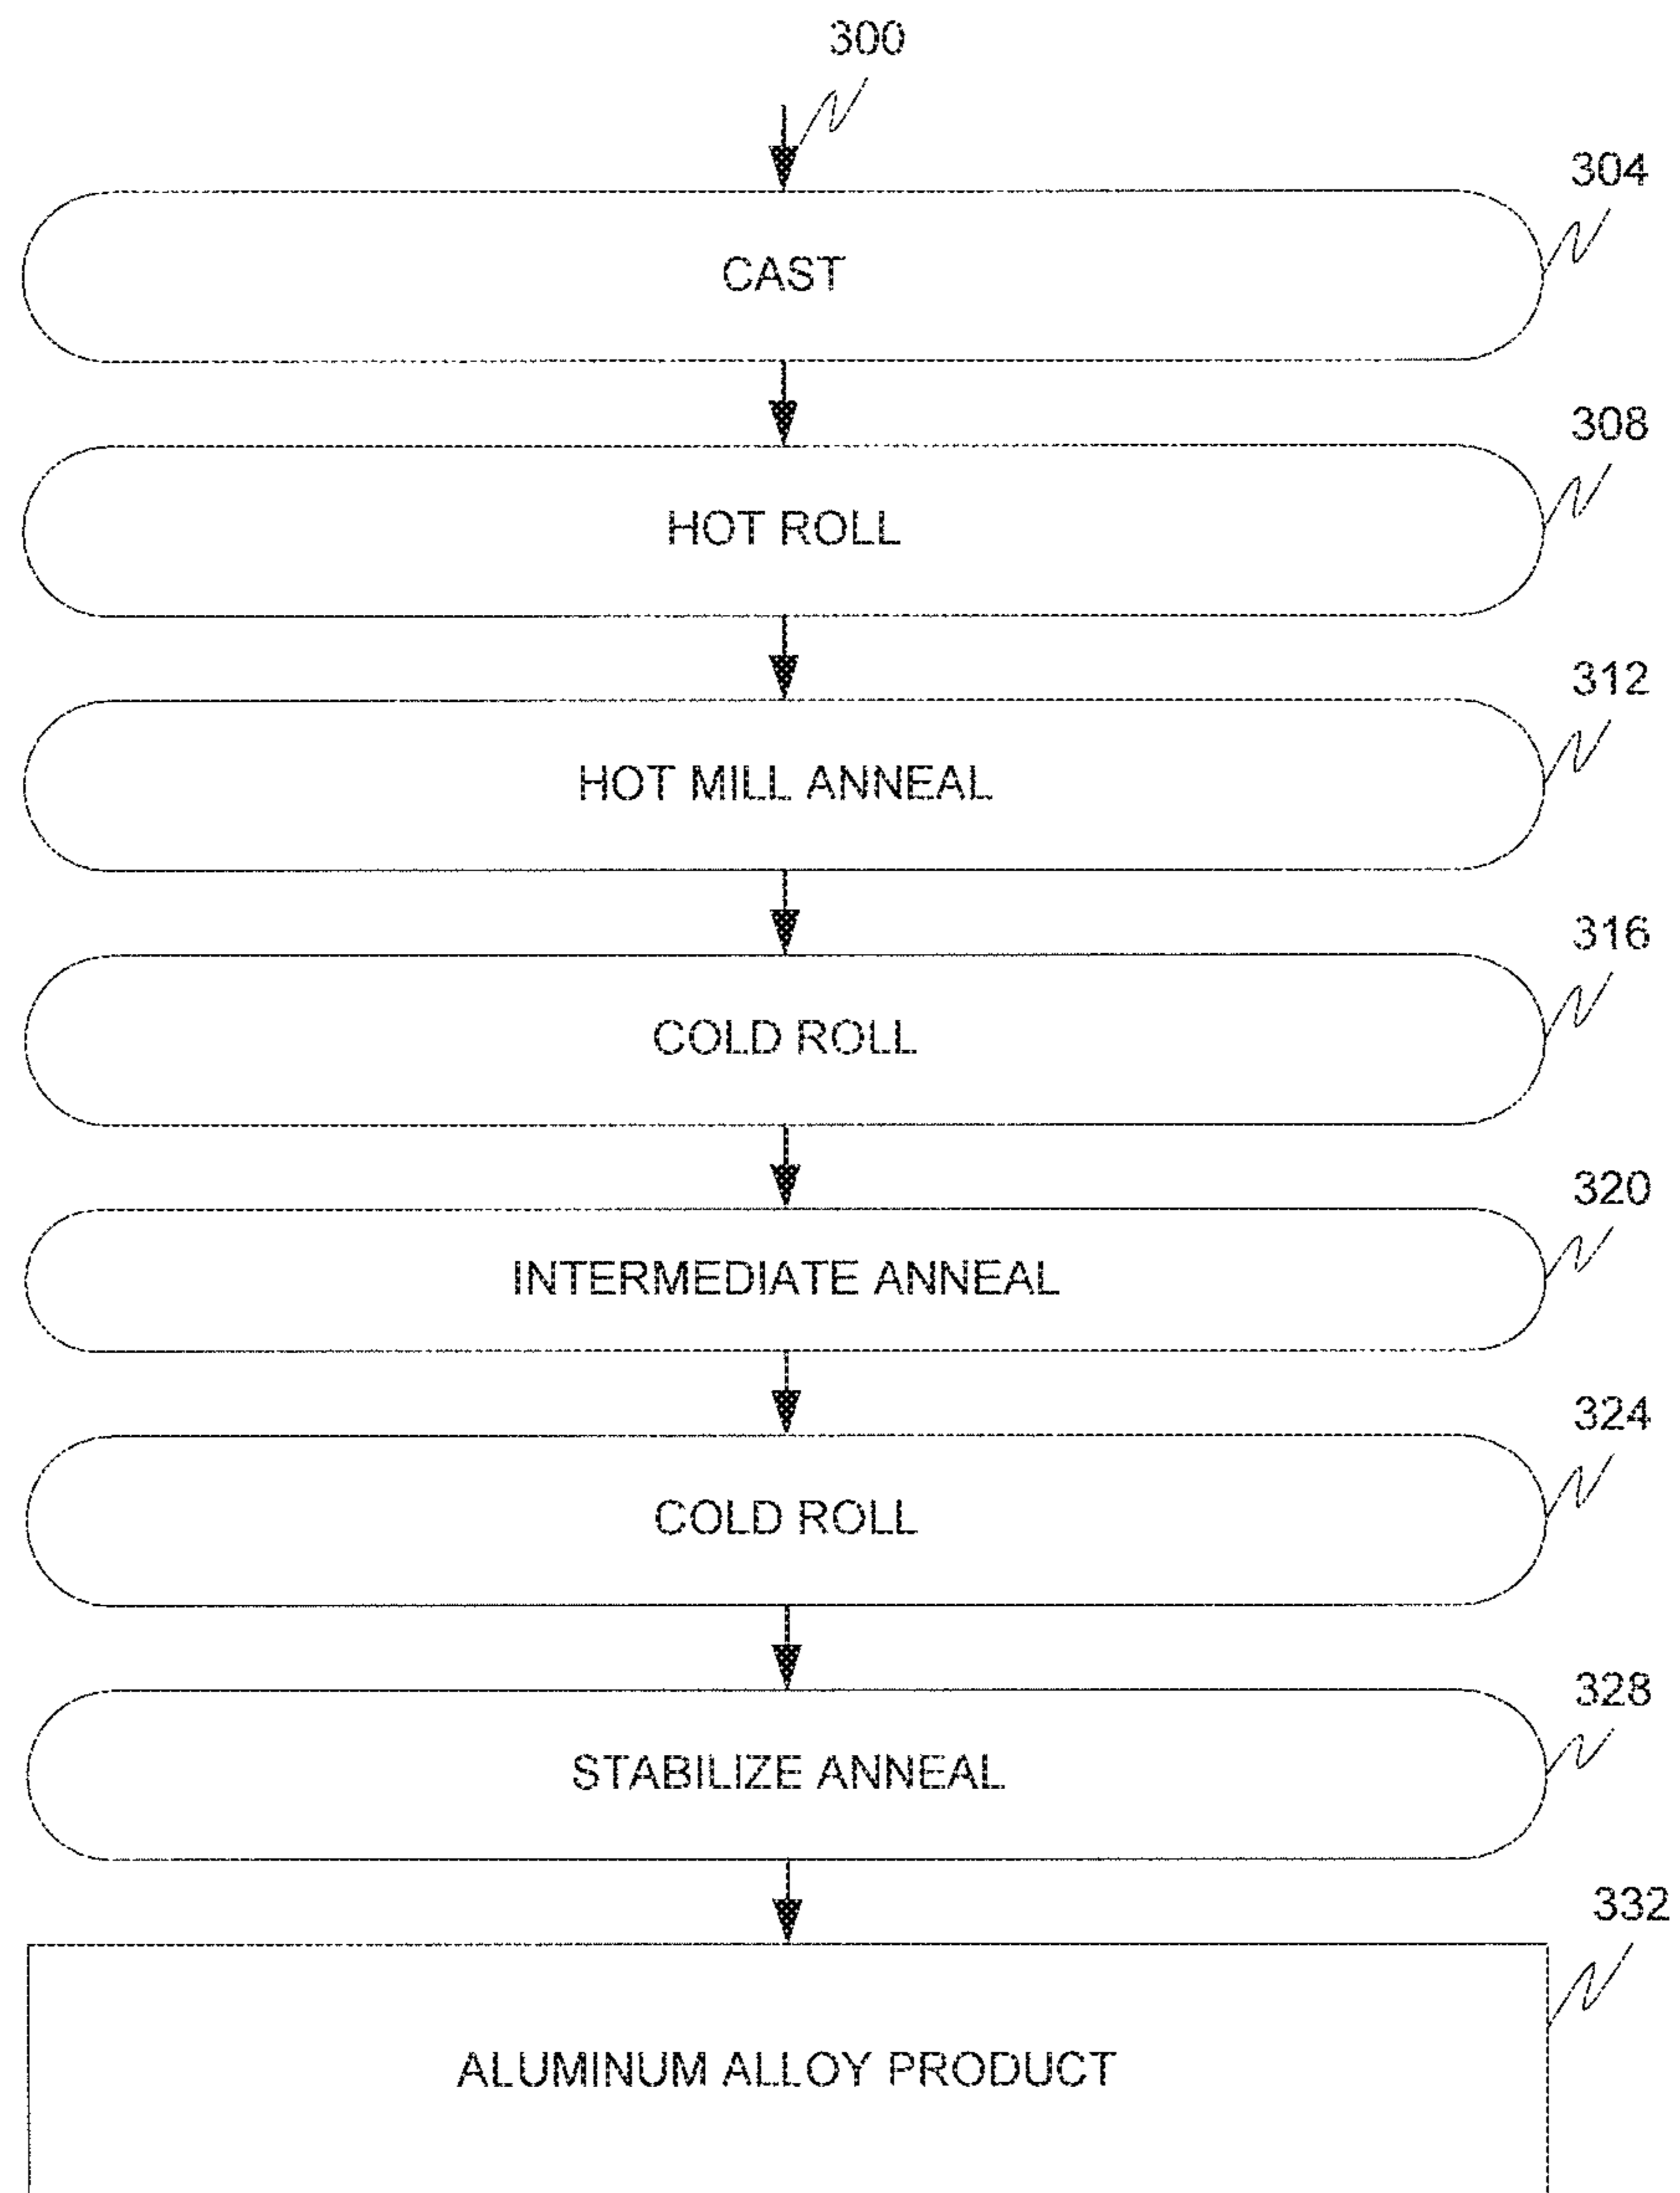 300
304
CAST
308
HOT ROLL
312
HOT MILL ANNEAL
316
COLD ROLL
320
INTERMEDIATE ANNEAL
324
COLD ROLL
328
STABILIZE ANNEAL
332
ALUMINUM ALLOY PRODUCT